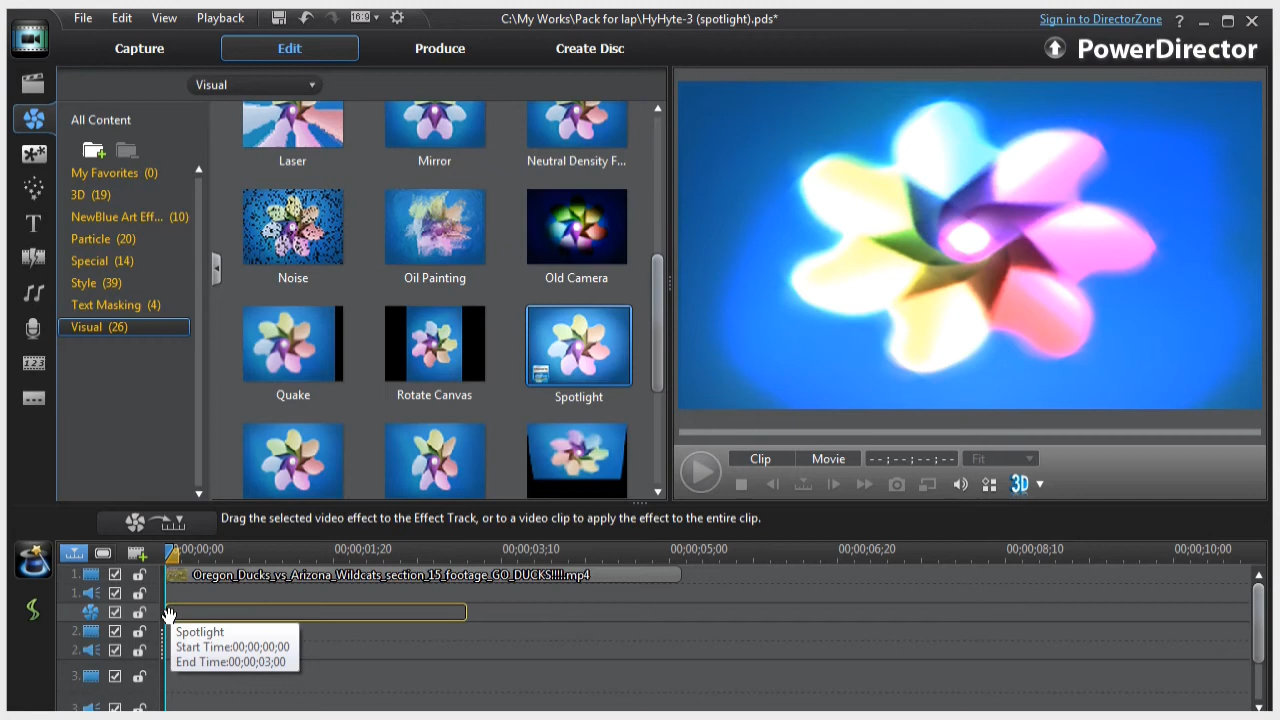 File Edit View Playback
16:9
C:\My Works\Pack for lap\HyHyte-3 (spotlight).pds*
Sign in to DirectorZone ?
Capture Edit Produce Create Disc
PowerDirector
Visual
All Content
My Favorites (0)
3D (19)
NewBlue Art Eff... (10)
Particle (20)
Special (14)
Style (39)
Text Masking (4)
Visual (26)
Laser Mirror Neutral Density F...
Noise Oil Painting Old Camera
Quake Rotate Canvas Spotlight
Clip Movie --;--;--;-- Fit
3D
Drag the selected video effect to the Effect Track, or to a video clip to apply the effect to the entire clip.
;00;00;00 00;00;01;20 00;00;03;10 00;00;05;00 00;00;06;20 00;00;08;10 00;00;10;00
1. Oregon_Ducks_vs_Arizona_Wildcats_section_15_footage_GO_DUCKS!!!!!.mp4
1.
2.
2.
3.
3.
Spotlight
Start Time:00;00;00;00
End Time:00;00;03;00